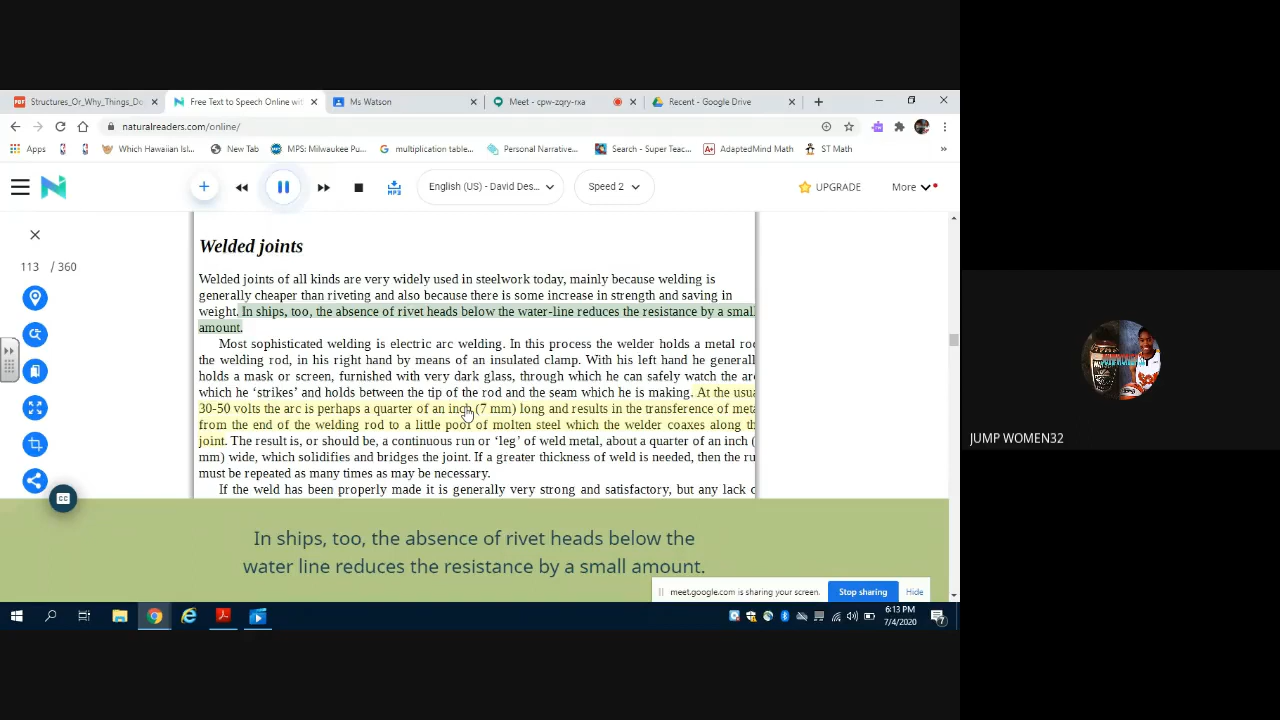 Structures_Or_Why_Things_Do
Free Text to Speech Online wit
Ms Watson
Meet - cpw-zqry-rxa
Recent - Google Drive
naturalreaders.com/online/
Apps
Which Hawaiian Isl...
New Tab
MPS: Milwaukee Pu...
multiplication table...
Personal Narrative...
Search - Super Teac...
AdaptedMind Math
ST Math
MP3
English (US) - David Des...
Speed 2
UPGRADE
More
113 / 360
Welded joints
Welded joints of all kinds are very widely used in steelwork today, mainly because welding is
generally cheaper than riveting and also because there is some increase in strength and saving in
weight. In ships, too, the absence of rivet heads below the water-line reduces the resistance by a small
amount.
Most sophisticated welding is electric arc welding. In this process the welder holds a metal rod
the welding rod, in his right hand by means of an insulated clamp. With his left hand he generall
holds a mask or screen, furnished with very dark glass, through which he can safely watch the arc
which he ‘strikes’ and holds between the tip of the rod and the seam which he is making. At the usua
30-50 volts the arc is perhaps a quarter of an inch (7 mm) long and results in the transference of meta
from the end of the welding rod to a little pool of molten steel which the welder coaxes along th
joint. The result is, or should be, a continuous run or ‘leg’ of weld metal, about a quarter of an inch (
mm) wide, which solidifies and bridges the joint. If a greater thickness of weld is needed, then the ru
must be repeated as many times as may be necessary.
If the weld has been properly made it is generally very strong and satisfactory, but any lack o
CC
In ships, too, the absence of rivet heads below the
water line reduces the resistance by a small amount.
meet.google.com is sharing your screen.
Stop sharing
Hide
6:13 PM
7/4/2020
JUMP WOMEN32